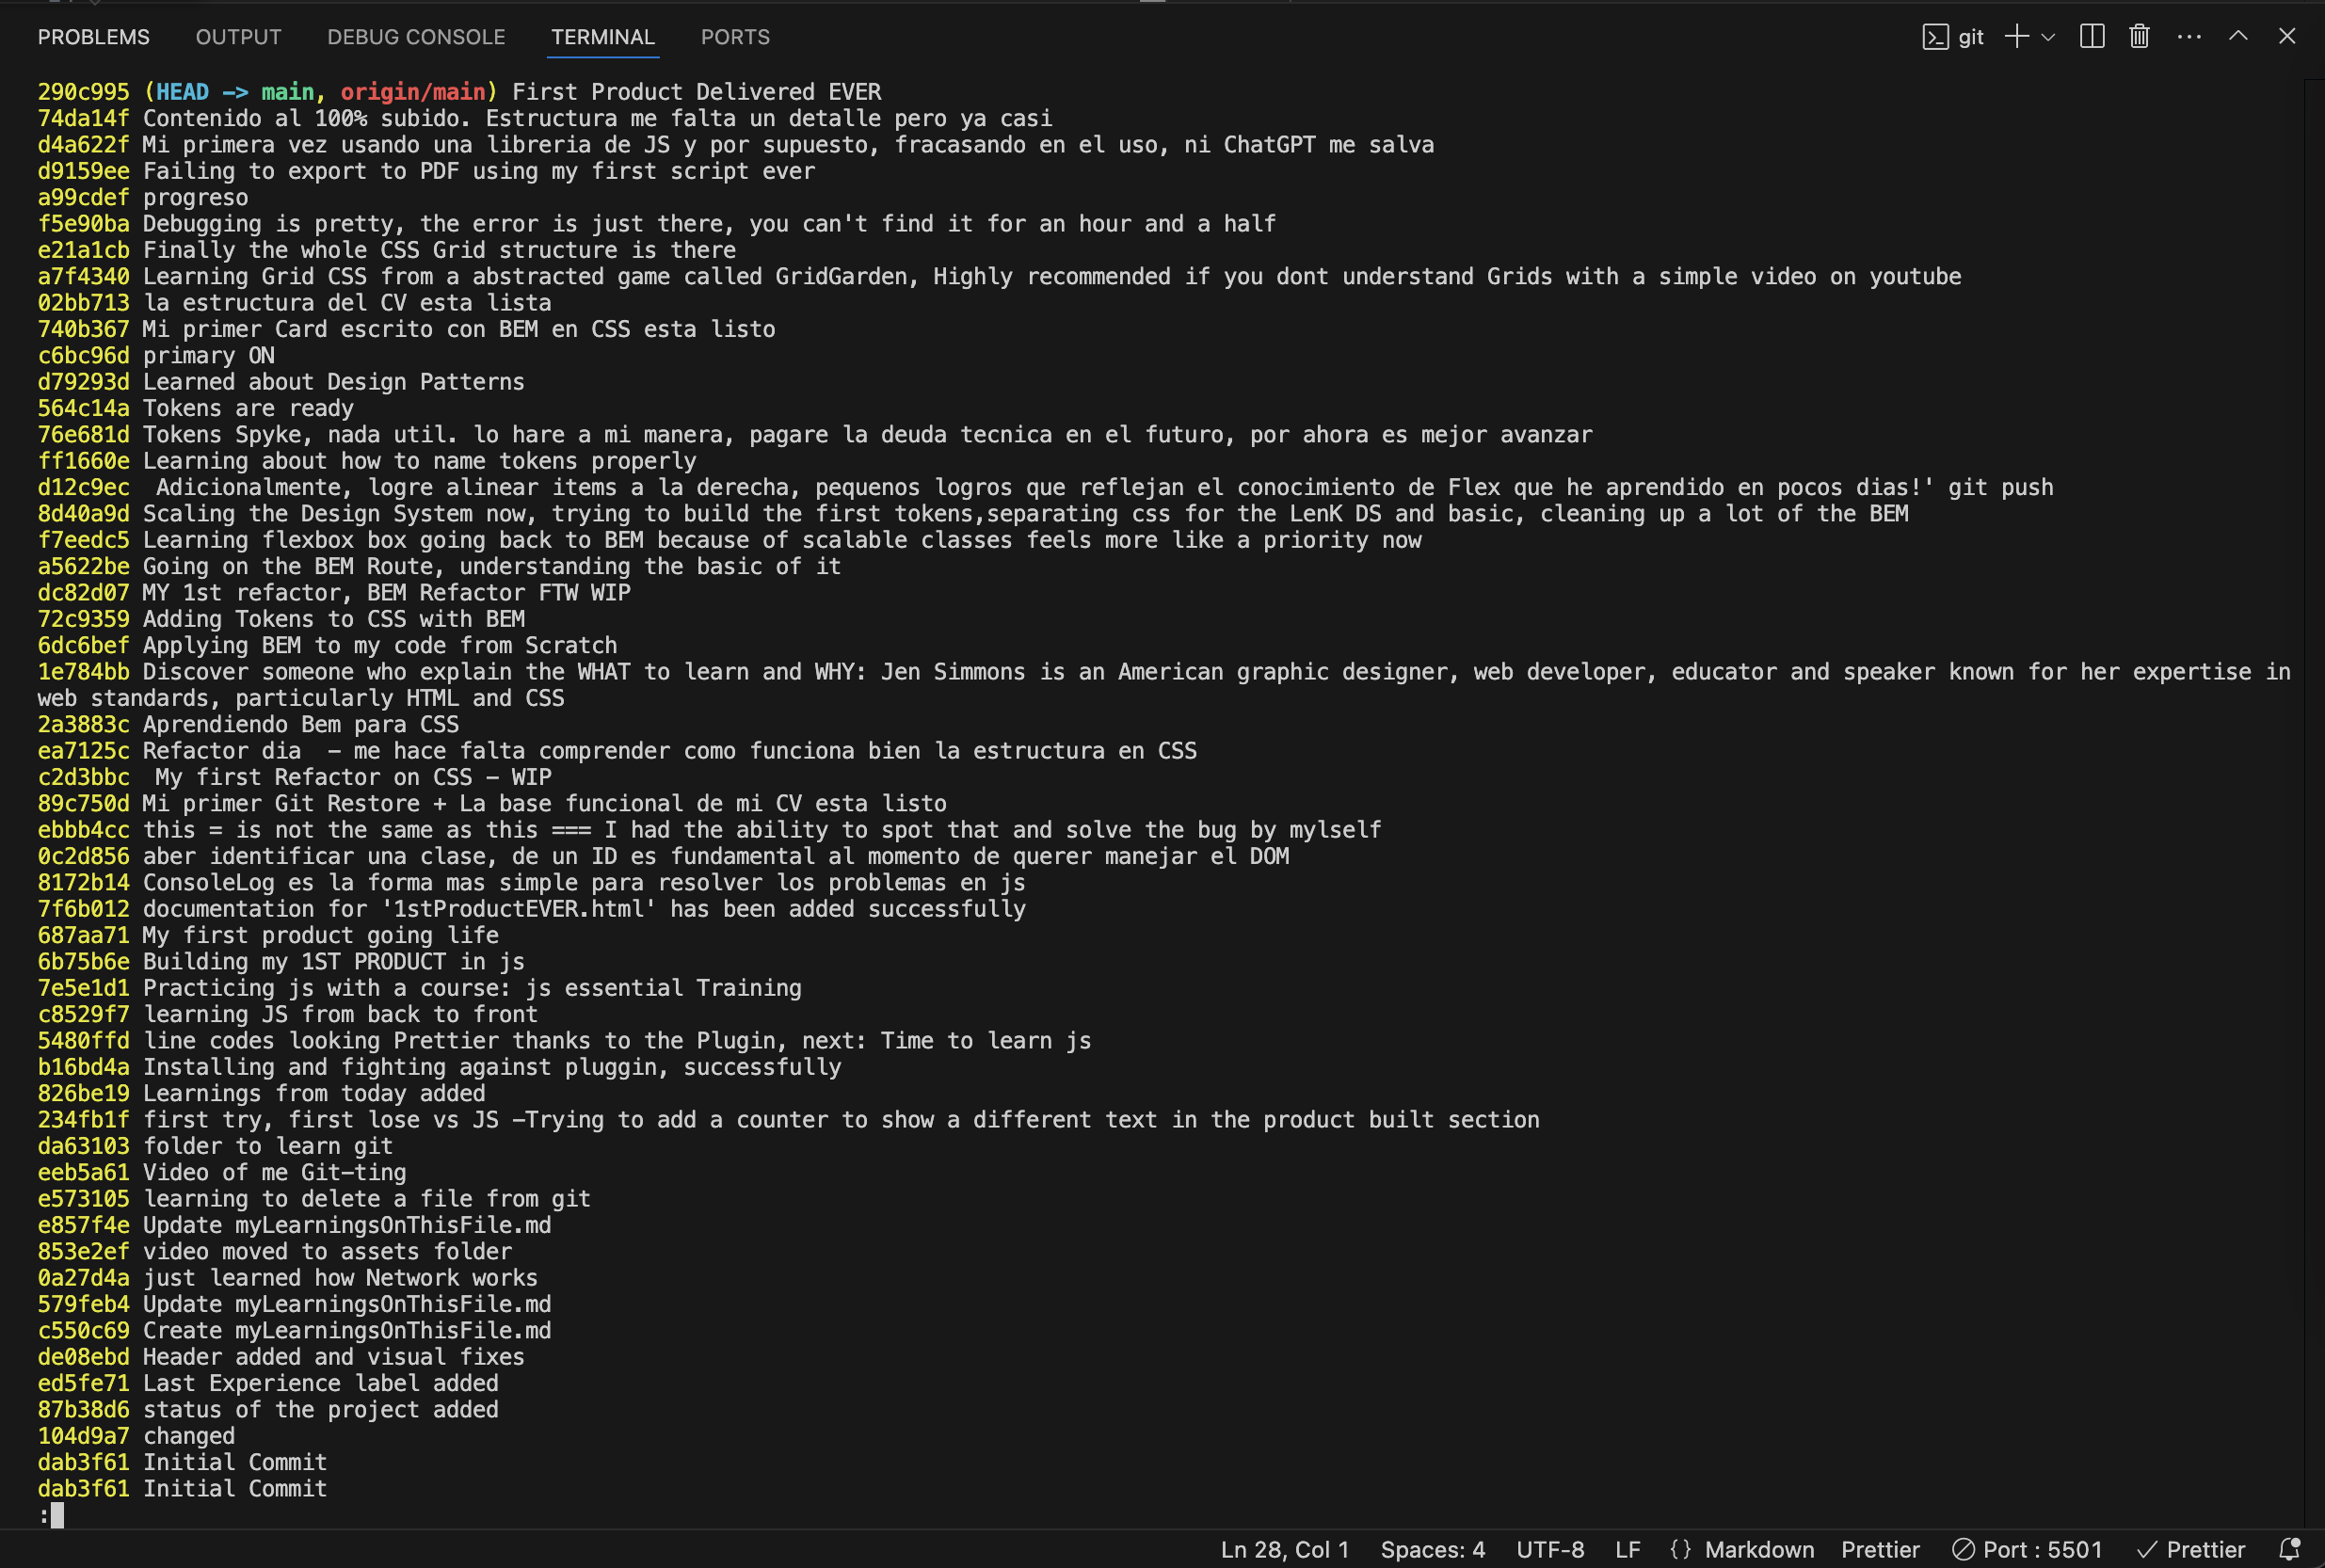 PROBLEMS OUTPUT DEBUG CONSOLE TERMINAL PORTS git
290c995 (HEAD -> main, origin/main) First Product Delivered EVER
74da14f Contenido al 100% subido. Estructura me falta un detalle pero ya casi
d4a622f Mi primera vez usando una libreria de JS y por supuesto, fracasando en el uso, ni ChatGPT me salva
d9159ee Failing to export to PDF using my first script ever
a99cdef progreso
f5e90ba Debugging is pretty, the error is just there, you can't find it for an hour and a half
e21a1cb Finally the whole CSS Grid structure is there
a7f4340 Learning Grid CSS from a abstracted game called GridGarden, Highly recommended if you dont understand Grids with a simple video on youtube
02bb713 la estructura del CV esta lista
740b367 Mi primer Card escrito con BEM en CSS esta listo
c6bc96d primary ON
d79293d Learned about Design Patterns
564c14a Tokens are ready
76e681d Tokens Spyke, nada util. lo hare a mi manera, pagare la deuda tecnica en el futuro, por ahora es mejor avanzar
ff1660e Learning about how to name tokens properly
d12c9ec  Adicionalmente, logre alinear items a la derecha, pequenos logros que reflejan el conocimiento de Flex que he aprendido en pocos dias!' git push
8d40a9d Scaling the Design System now, trying to build the first tokens,separating css for the LenK DS and basic, cleaning up a lot of the BEM
f7eedc5 Learning flexbox box going back to BEM because of scalable classes feels more like a priority now
a5622be Going on the BEM Route, understanding the basic of it
dc82d07 MY 1st refactor, BEM Refactor FTW WIP
72c9359 Adding Tokens to CSS with BEM
6dc6bef Applying BEM to my code from Scratch
1e784bb Discover someone who explain the WHAT to learn and WHY: Jen Simmons is an American graphic designer, web developer, educator and speaker known for her expertise in
web standards, particularly HTML and CSS
2a3883c Aprendiendo Bem para CSS
ea7125c Refactor dia  - me hace falta comprender como funciona bien la estructura en CSS
c2d3bbc  My first Refactor on CSS - WIP
89c750d Mi primer Git Restore + La base funcional de mi CV esta listo
ebbb4cc this = is not the same as this === I had the ability to spot that and solve the bug by mylself
0c2d856 aber identificar una clase, de un ID es fundamental al momento de querer manejar el DOM
8172b14 ConsoleLog es la forma mas simple para resolver los problemas en js
7f6b012 documentation for '1stProductEVER.html' has been added successfully
687aa71 My first product going life
6b75b6e Building my 1ST PRODUCT in js
7e5e1d1 Practicing js with a course: js essential Training
c8529f7 learning JS from back to front
5480ffd line codes looking Prettier thanks to the Plugin, next: Time to learn js
b16bd4a Installing and fighting against pluggin, successfully
826be19 Learnings from today added
234fb1f first try, first lose vs JS -Trying to add a counter to show a different text in the product built section
da63103 folder to learn git
eeb5a61 Video of me Git-ting
e573105 learning to delete a file from git
e857f4e Update myLearningsOnThisFile.md
853e2ef video moved to assets folder
0a27d4a just learned how Network works
579feb4 Update myLearningsOnThisFile.md
c550c69 Create myLearningsOnThisFile.md
de08ebd Header added and visual fixes
ed5fe71 Last Experience label added
87b38d6 status of the project added
104d9a7 changed
dab3f61 Initial Commit
dab3f61 Initial Commit
:
Ln 28, Col 1 Spaces: 4 UTF-8 LF {} Markdown Prettier Port : 5501 Prettier